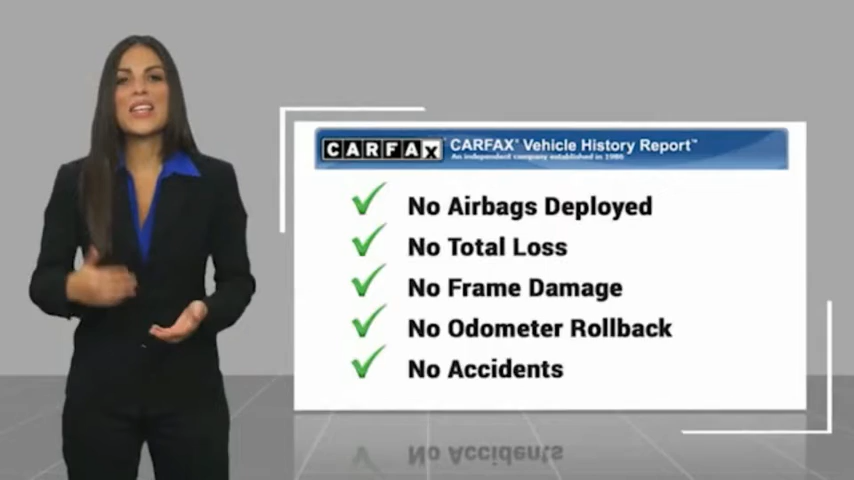 CARFAX
CARFAX® Vehicle History Report™
An independent company established in 1986
No Airbags Deployed
No Total Loss
No Frame Damage
No Odometer Rollback
No Accidents
No Accidents